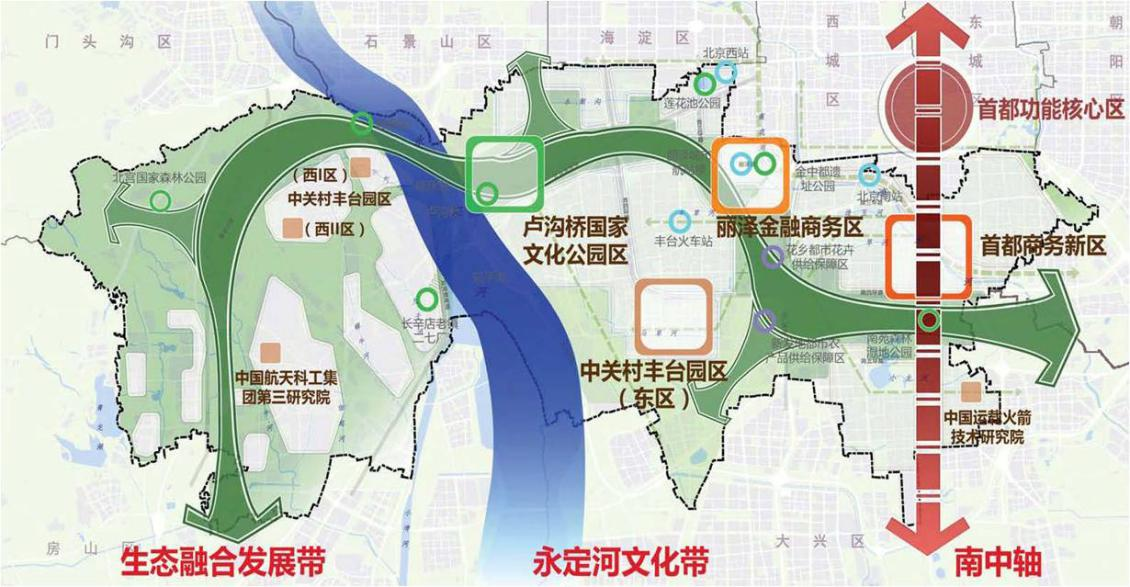 门头沟区
石景山区
海淀区
西城区
东城区
朝阳区
北京西站
莲花池公园
首都功能核心区
北宫国家森林公园
（西I区）
中关村丰台园区
（西II区）
金中都遗
址公园
北京南站
卢沟桥国家
文化公园区
丽泽金融商务区
丰台火车站
首都商务新区
花乡都市花卉
供给保障区
长辛店老镇
二七厂
南苑森林
湿地公园
新发地都市农
产品供给保障区
中关村丰台园区
（东区）
中国航天科工集
团第三研究院
中国运载火箭
技术研究院
房山区
大兴区
生态融合发展带
永定河文化带
南中轴